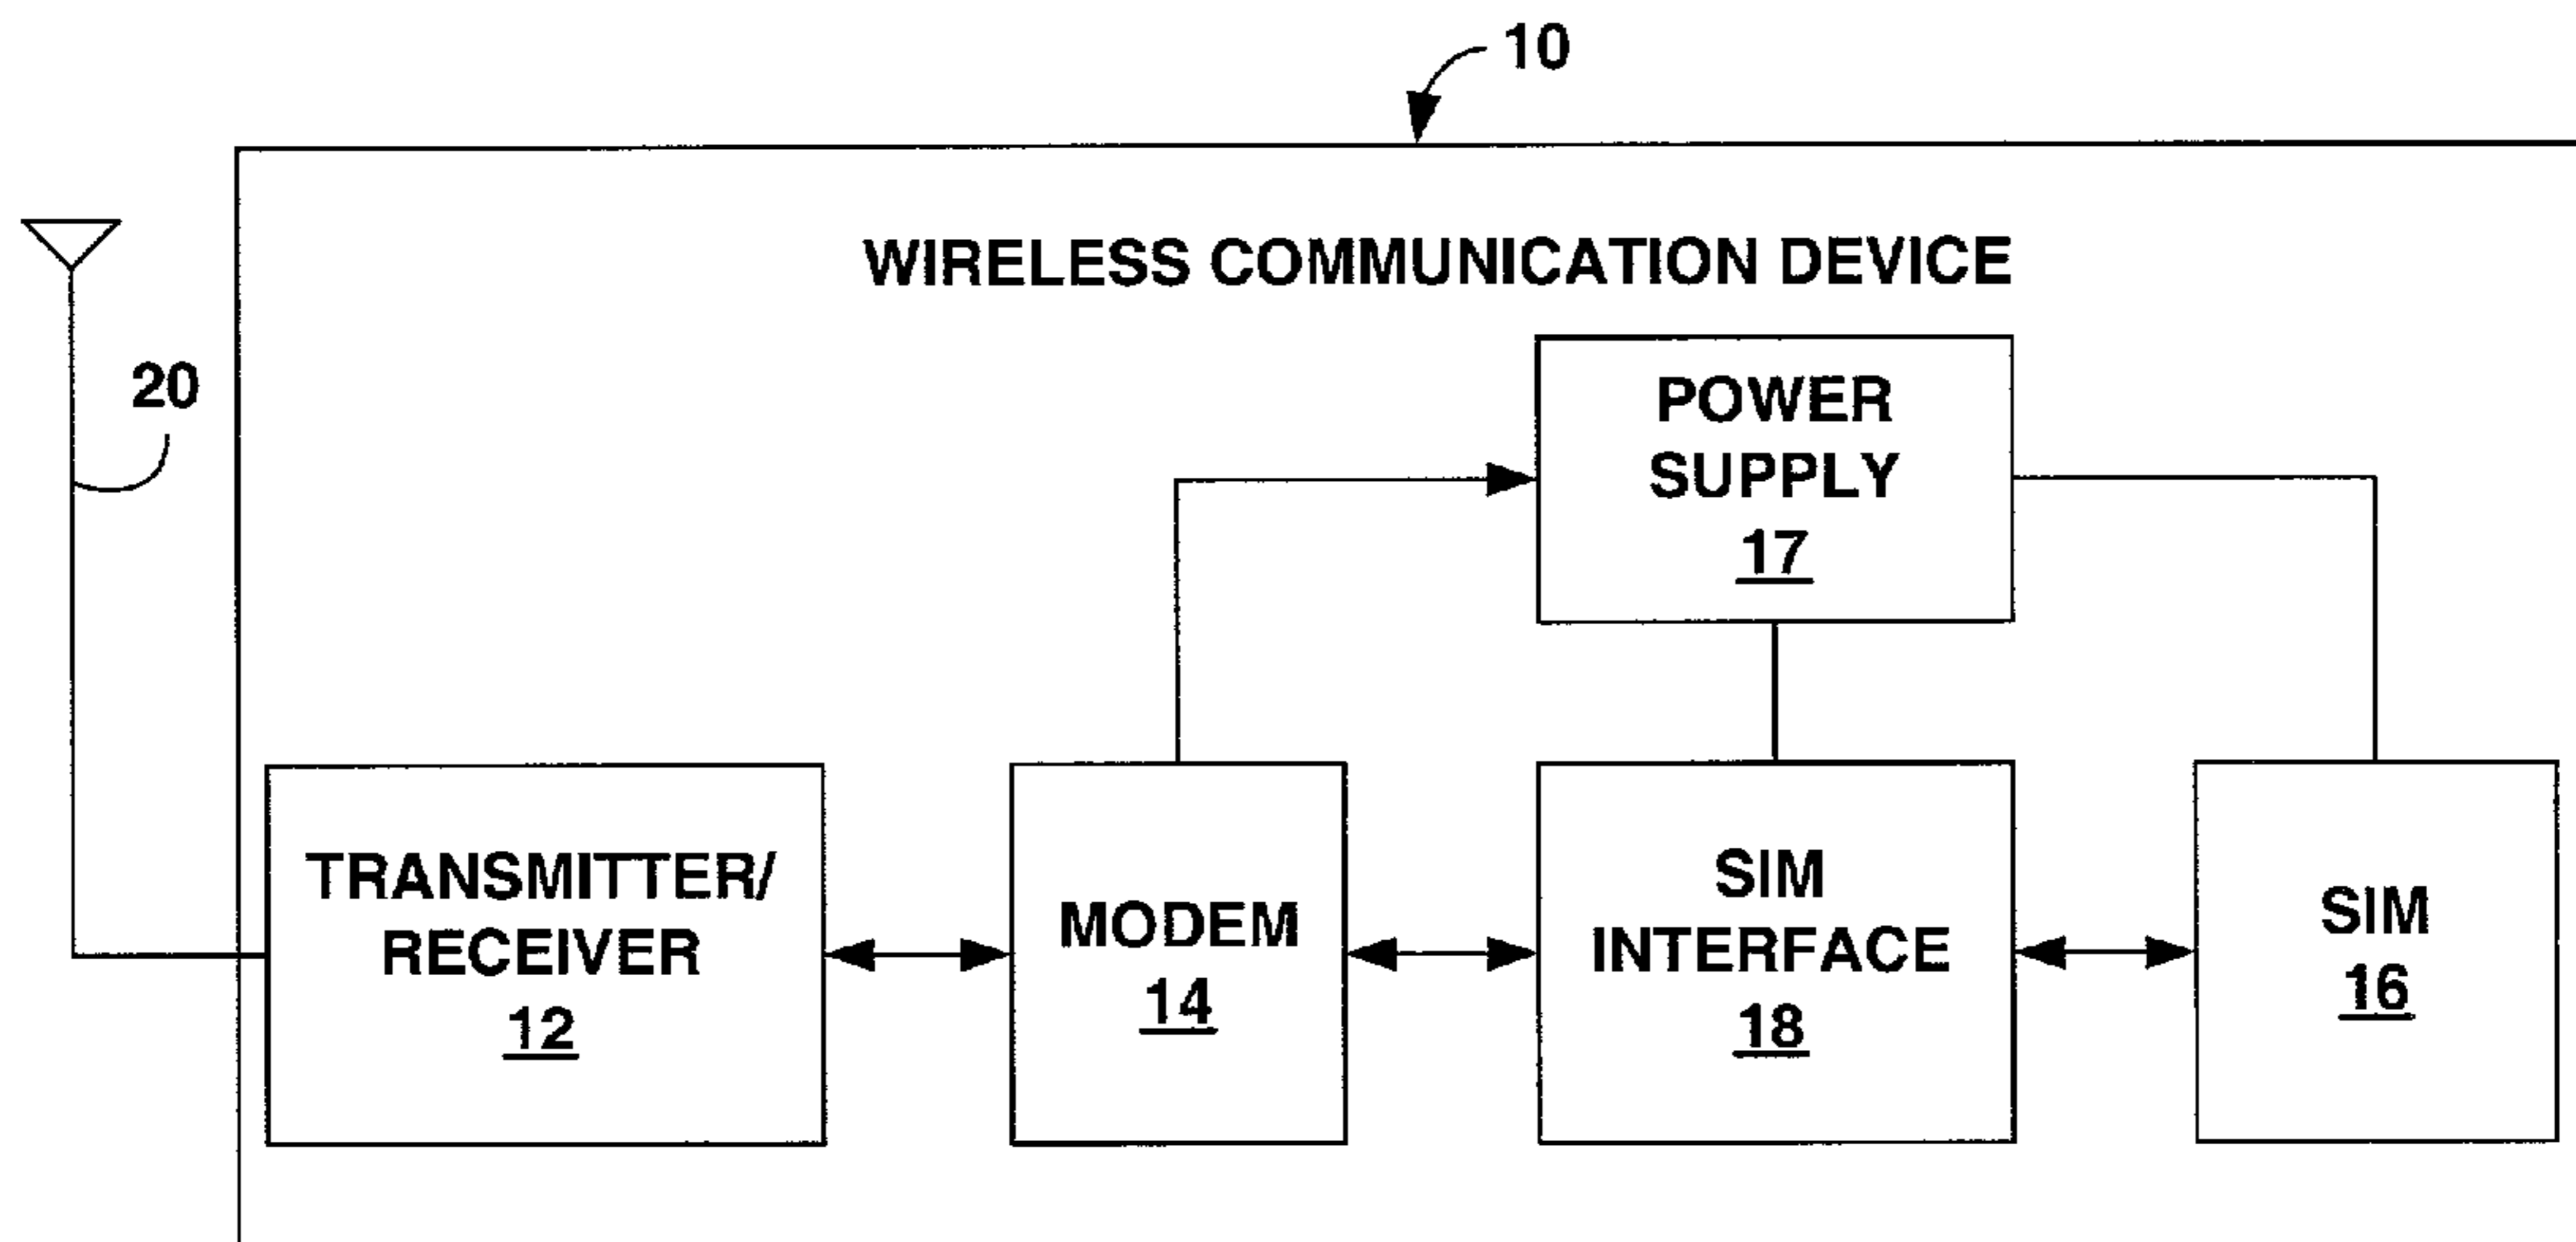 10
WIRELESS COMMUNICATION DEVICE
20
POWER
SUPPLY
17
TRANSMITTER/
RECEIVER
12
MODEM
14
SIM
INTERFACE
18
SIM
16